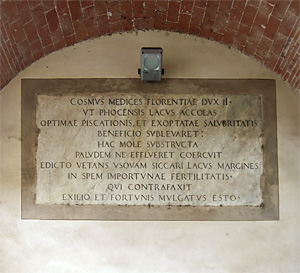 COSMVS MEDICES FLORENTIAE DVX II·
VT PHOCENSIS LACVS ACCOLAS
OPTIMAE PISCATIONIS, ET EXOPTATAE SALVBRITATIS
BENEFICIO SVBLEVARET:
HAC MOLE SVBSTRVCTA
PALVDEM NE EFFLVERET COERCVIT
EDICTO VETANS VSQVAM SICCARI LACVS MARGINES
IN SPEM IMPORTVNAE FERTILITATIS·
QVI CONTRAFAXIT
EXILIO ET FORTVNIS MVLGATVS ESTO·